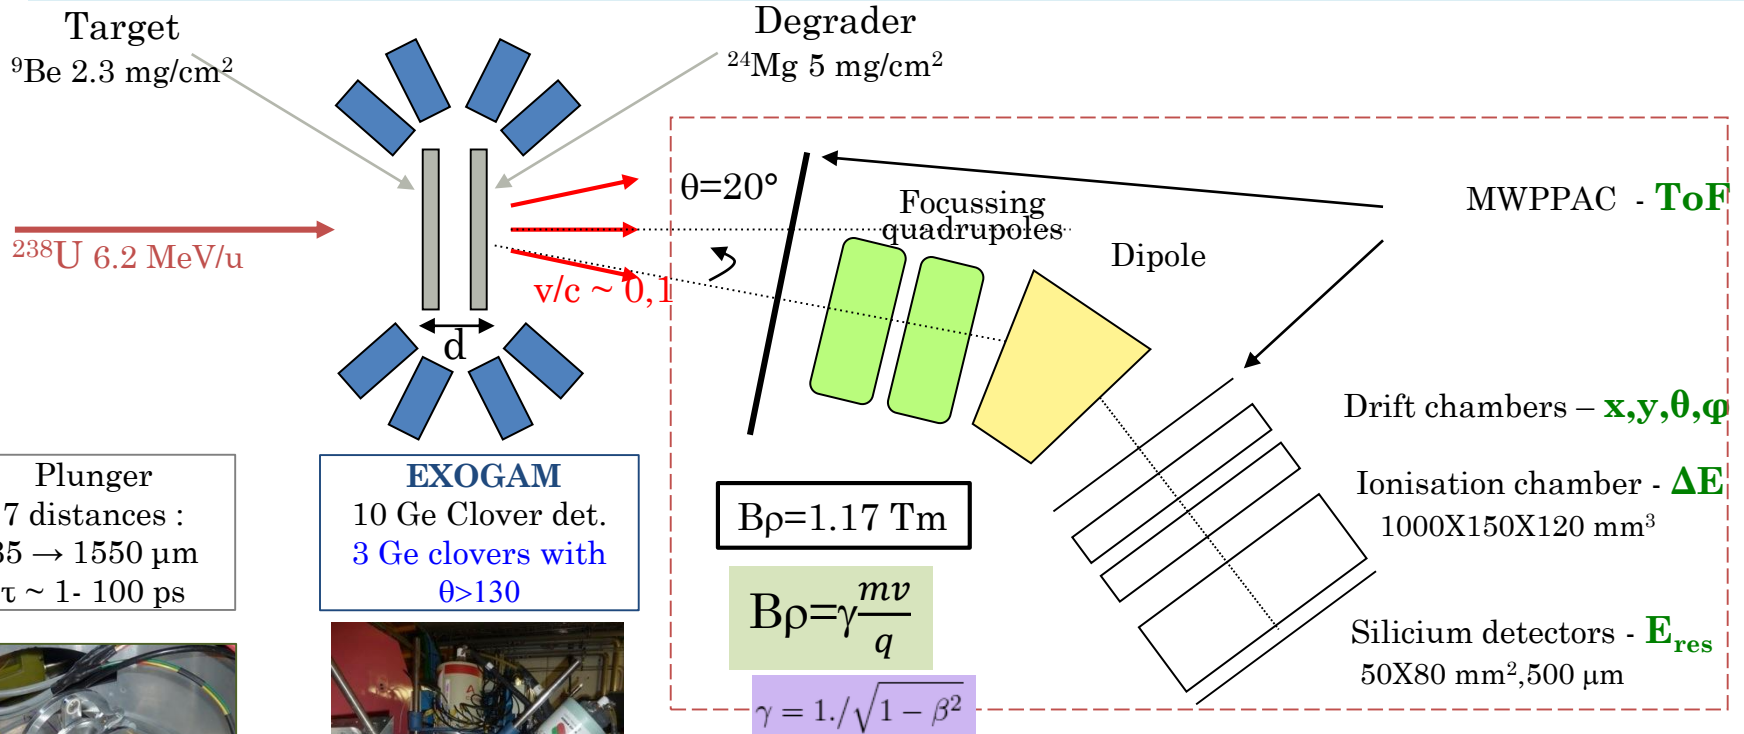 Target
⁹Be 2.3 mg/cm²
Degrader
²⁴Mg 5 mg/cm²
²³⁸U 6.2 MeV/u
d
v/c ~ 0,1
θ=20°
Focussing
quadrupoles
Dipole
MWPPAC - ToF
Drift chambers – x,y,θ,φ
Ionisation chamber - ΔE
1000X150X120 mm³
Silicium detectors - E_res
50X80 mm²,500 μm
Plunger
7 distances :
35 → 1550 μm
τ ~ 1- 100 ps
EXOGAM
10 Ge Clover det.
3 Ge clovers with
θ>130
Bρ=1.17 Tm
Bρ=γ mv/q
γ = 1./√(1 − β²)